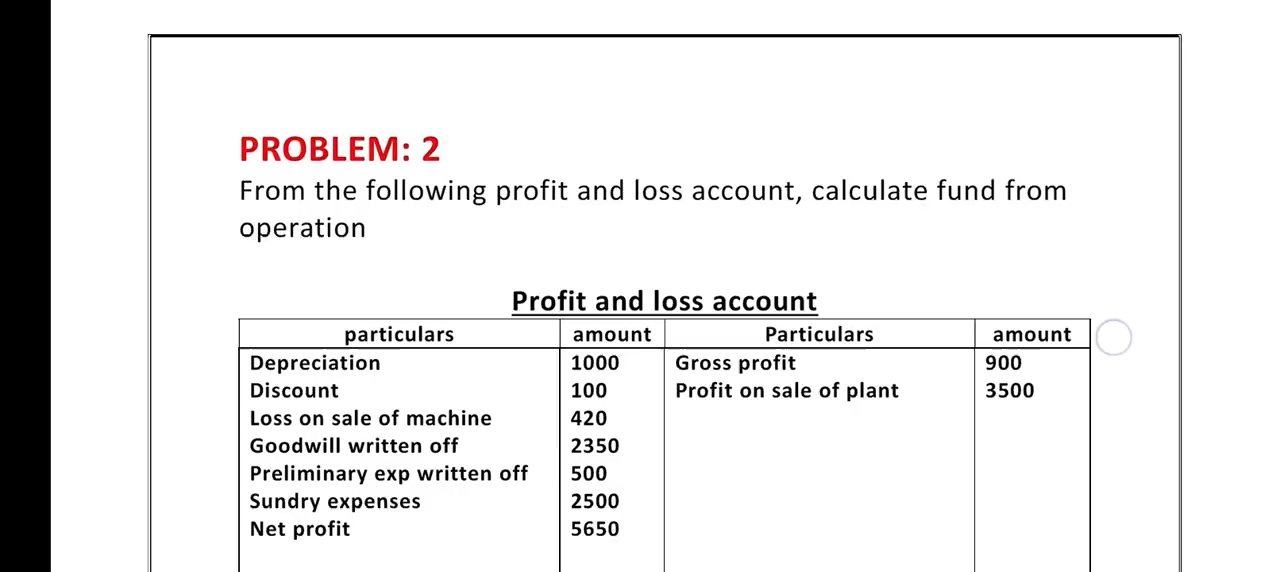 PROBLEM: 2
From the following profit and loss account, calculate fund from
operation
Profit and loss account
particulars amount Particulars amount
Depreciation 1000 Gross profit 900
Discount 100 Profit on sale of plant 3500
Loss on sale of machine 420
Goodwill written off 2350
Preliminary exp written off 500
Sundry expenses 2500
Net profit 5650